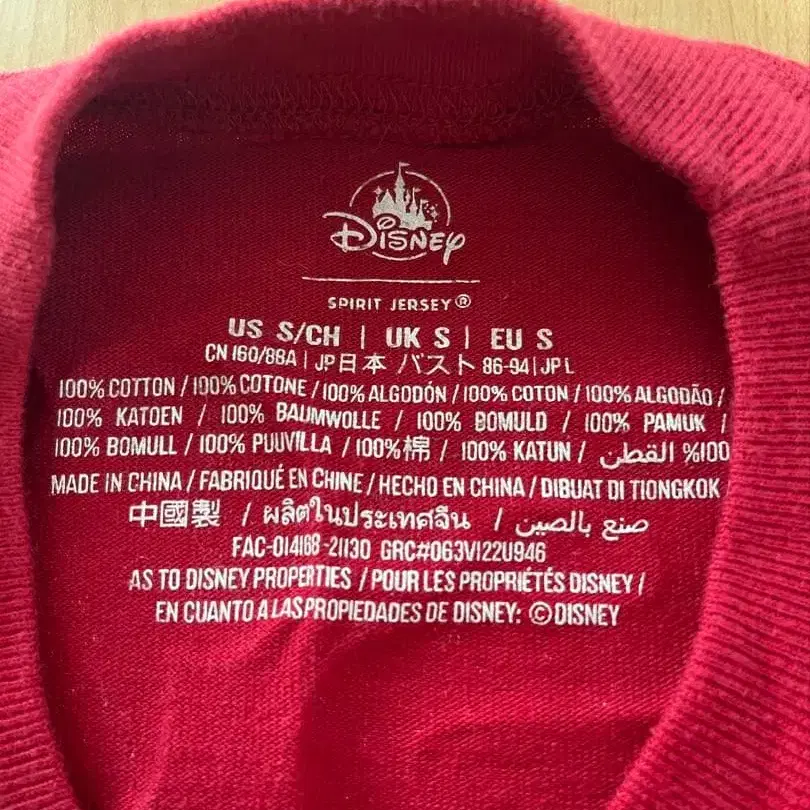 Disney
SPIRIT JERSEY®
US S/CH | UK S | EU S
CN 160/88A | JP日本 バスト 86-94 | JP L
100% COTTON / 100% COTONE / 100% ALGODÓN / 100% COTON / 100% ALGODÃO /
100% KATOEN / 100% BAUMWOLLE / 100% BOMULD / 100% PAMUK /
100% BOMULL / 100% PUUVILLA / 100%棉 / 100% KATUN / 100% القطن
MADE IN CHINA / FABRIQUÉ EN CHINE / HECHO EN CHINA / DIBUAT DI TIONGKOK
中國製 / ผลิตในประเทศจีน / صنع بالصين
FAC-014168-21130 GRC#063V122U946
AS TO DISNEY PROPERTIES / POUR LES PROPRIÉTÉS DISNEY /
EN CUANTO A LAS PROPIEDADES DE DISNEY: ©DISNEY